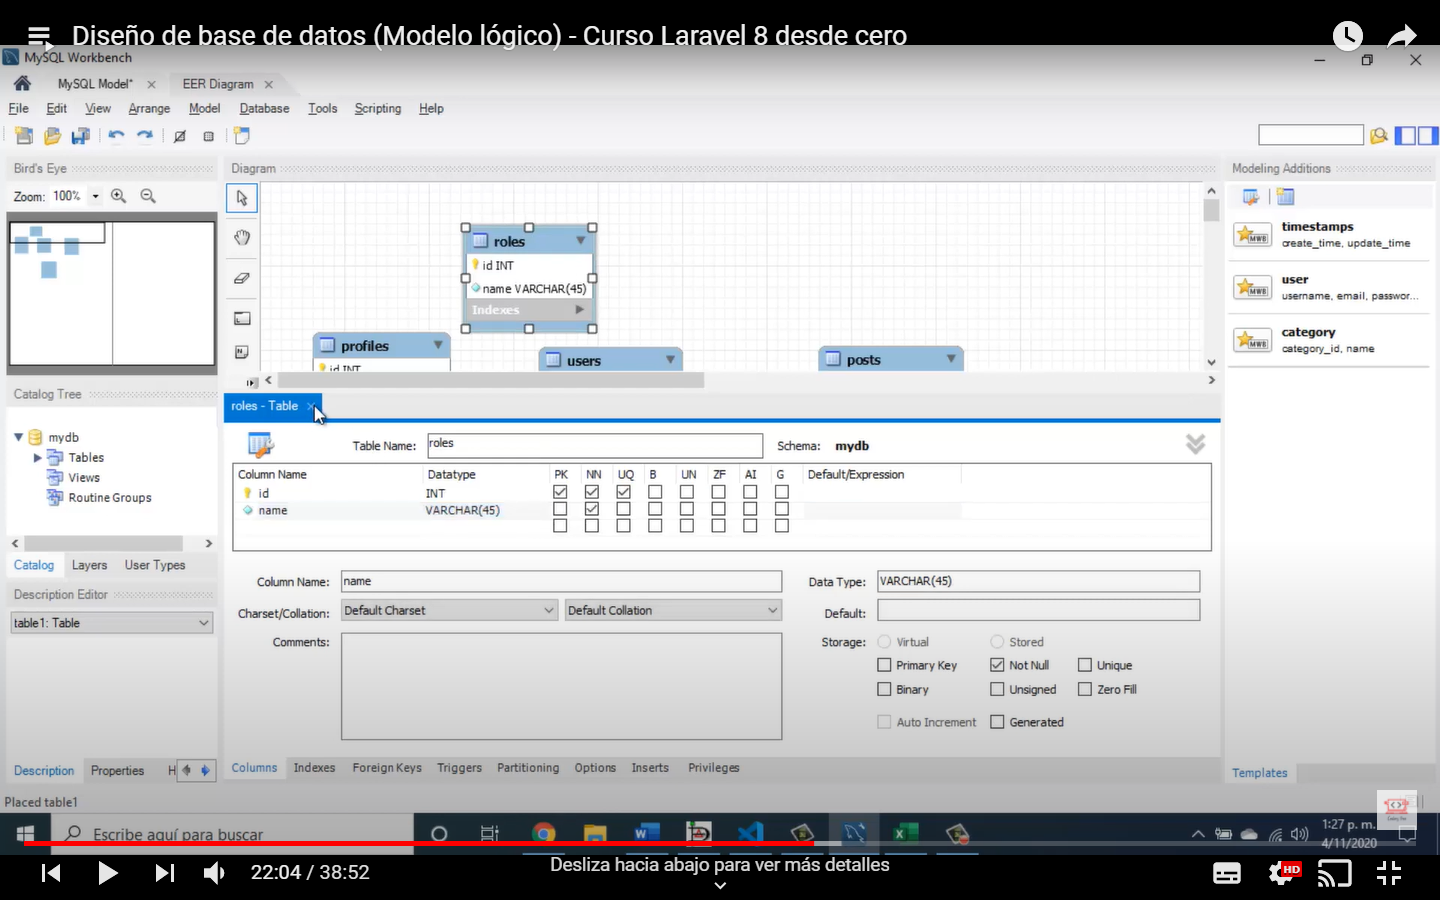 Diseño de base de datos (Modelo lógico) - Curso Laravel 8 desde cero
MySQL Workbench
MySQL Model*
EER Diagram
File Edit View Arrange Model Database Tools Scripting Help
Bird's Eye
Zoom: 100%
Diagram
Modeling Additions
roles
id INT
name VARCHAR(45)
Indexes
profiles
id INT
users
posts
timestamps
create_time, update_time
user
username, email, passwor...
category
category_id, name
Catalog Tree
mydb
Tables
Views
Routine Groups
Catalog Layers User Types
Description Editor
table1: Table
Description Properties H
roles - Table
Table Name: roles Schema: mydb
Column Name Datatype PK NN UQ B UN ZF AI G Default/Expression
id INT
name VARCHAR(45)
Column Name: name Data Type: VARCHAR(45)
Charset/Collation: Default Charset Default Collation Default:
Comments: Storage: Virtual Stored
Primary Key Not Null Unique
Binary Unsigned Zero Fill
Auto Increment Generated
Columns Indexes Foreign Keys Triggers Partitioning Options Inserts Privileges
Templates
Placed table1
Escribe aquí para buscar
1:27 p. m.
4/11/2020
22:04 / 38:52
Desliza hacia abajo para ver más detalles
HD